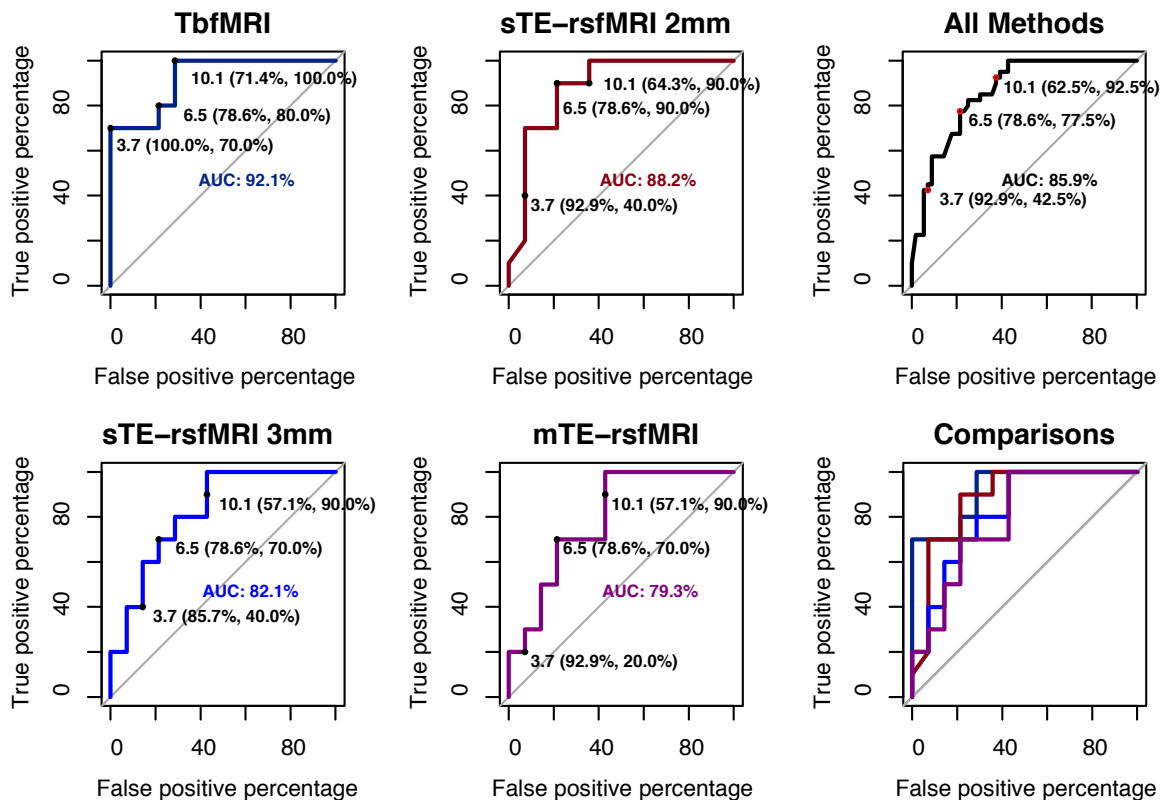 TbfMRI
True positive percentage
80
40
0
10.1 (71.4%, 100.0%)
6.5 (78.6%, 80.0%)
3.7 (100.0%, 70.0%)
AUC: 92.1%
0 40 80
False positive percentage
sTE−rsfMRI 2mm
True positive percentage
80
40
0
10.1 (64.3%, 90.0%)
6.5 (78.6%, 90.0%)
AUC: 88.2%
3.7 (92.9%, 40.0%)
0 40 80
False positive percentage
All Methods
True positive percentage
80
40
0
10.1 (62.5%, 92.5%)
6.5 (78.6%, 77.5%)
AUC: 85.9%
3.7 (92.9%, 42.5%)
0 40 80
False positive percentage
sTE−rsfMRI 3mm
True positive percentage
80
40
0
10.1 (57.1%, 90.0%)
6.5 (78.6%, 70.0%)
AUC: 82.1%
3.7 (85.7%, 40.0%)
0 40 80
False positive percentage
mTE−rsfMRI
True positive percentage
80
40
0
10.1 (57.1%, 90.0%)
6.5 (78.6%, 70.0%)
AUC: 79.3%
3.7 (92.9%, 20.0%)
0 40 80
False positive percentage
Comparisons
True positive percentage
80
40
0
0 40 80
False positive percentage